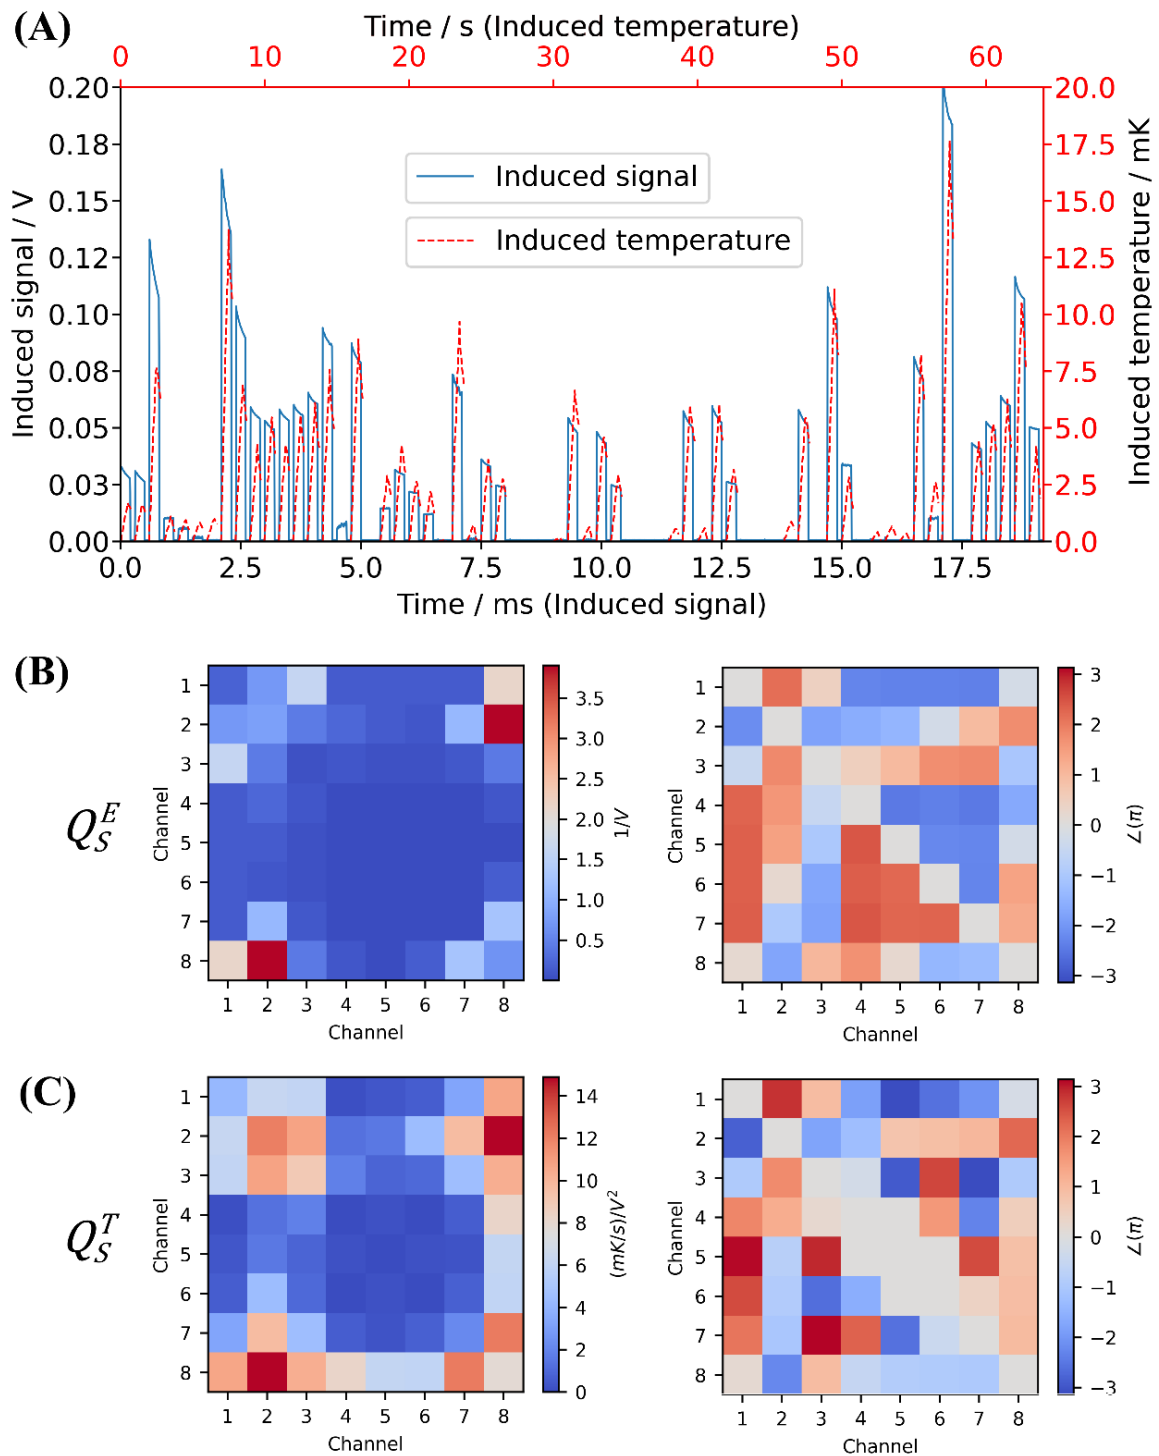 (A)
Time / s (Induced temperature)
0 10 20 30 40 50 60
0.20 20.0
0.18 17.5
0.15 15.0
0.12 12.5
0.10 10.0
0.08 7.5
0.05 5.0
0.03 2.5
0.00 0.0
Induced signal / V
Induced temperature / mK
Induced signal
Induced temperature
0.0 2.5 5.0 7.5 10.0 12.5 15.0 17.5
Time / ms (Induced signal)
(B)
Q_S^E
Channel
1
2
3
4
5
6
7
8
1 2 3 4 5 6 7 8
Channel
3.5
3.0
2.5
2.0
1.5
1.0
0.5
1/V
Channel
1
2
3
4
5
6
7
8
1 2 3 4 5 6 7 8
Channel
3
2
1
0
−1
−2
−3
∠(π)
(C)
Q_S^T
Channel
1
2
3
4
5
6
7
8
1 2 3 4 5 6 7 8
Channel
14
12
10
8
6
4
2
0
(mK/s)/V²
Channel
1
2
3
4
5
6
7
8
1 2 3 4 5 6 7 8
Channel
3
2
1
0
−1
−2
−3
∠(π)